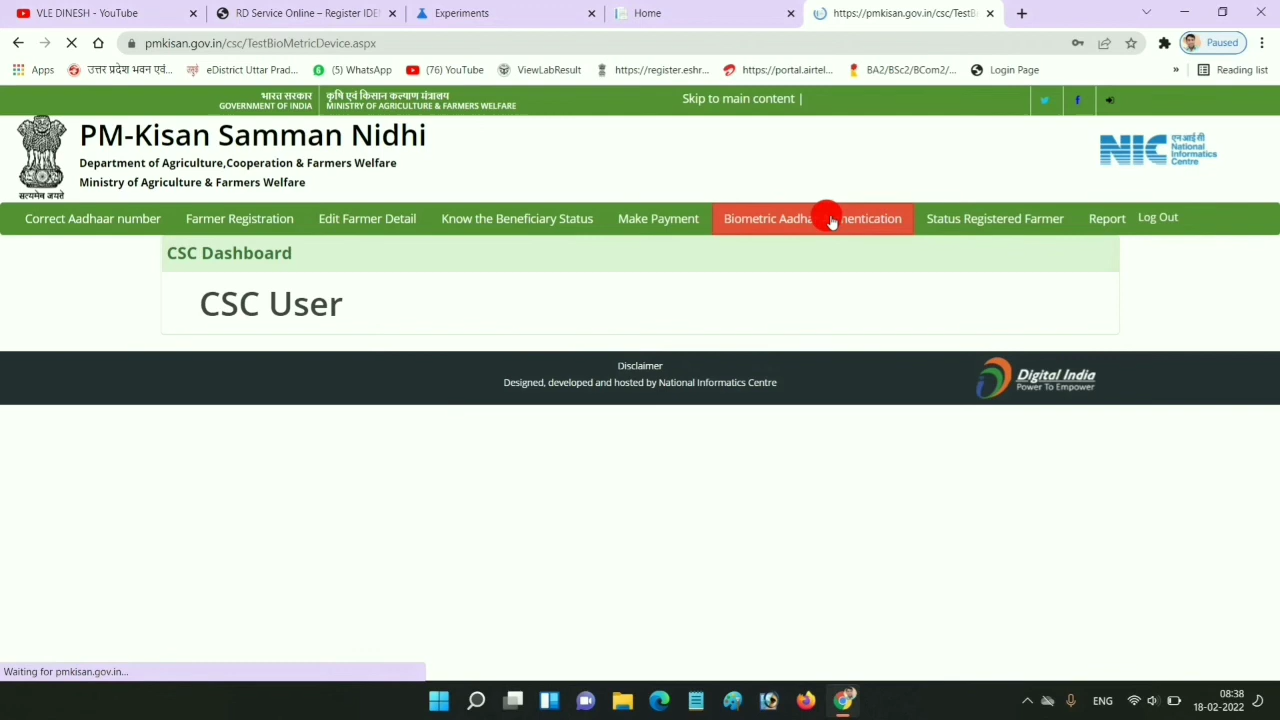 VLE DINESH - YouTube
RD Service Online – Register IDE
Experiments
Home
https://pmkisan.gov.in/csc/TestB
pmkisan.gov.in/csc/TestBioMetricDevice.aspx
Paused
Apps
उत्तर प्रदेश भवन एवं...
eDistrict Uttar Prad...
(5) WhatsApp
(76) YouTube
ViewLabResult
https://register.eshr...
https://portal.airtel...
BA2/BSc2/BCom2/...
Login Page
»
Reading list
भारत सरकार
GOVERNMENT OF INDIA
कृषि एवं किसान कल्याण मंत्रालय
MINISTRY OF AGRICULTURE & FARMERS WELFARE
Skip to main content |
PM-Kisan Samman Nidhi
Department of Agriculture,Cooperation & Farmers Welfare
Ministry of Agriculture & Farmers Welfare
सत्यमेव जयते
NIC
एन आई सी
National
Informatics
Centre
Correct Aadhaar number
Farmer Registration
Edit Farmer Detail
Know the Beneficiary Status
Make Payment
Biometric
Status Registered Farmer
Report
Log Out
CSC Dashboard
CSC User
Disclaimer
Designed, developed and hosted by National Informatics Centre
Digital India
Power To Empower
Waiting for pmkisan.gov.in...
ENG
08:38
18-02-2022